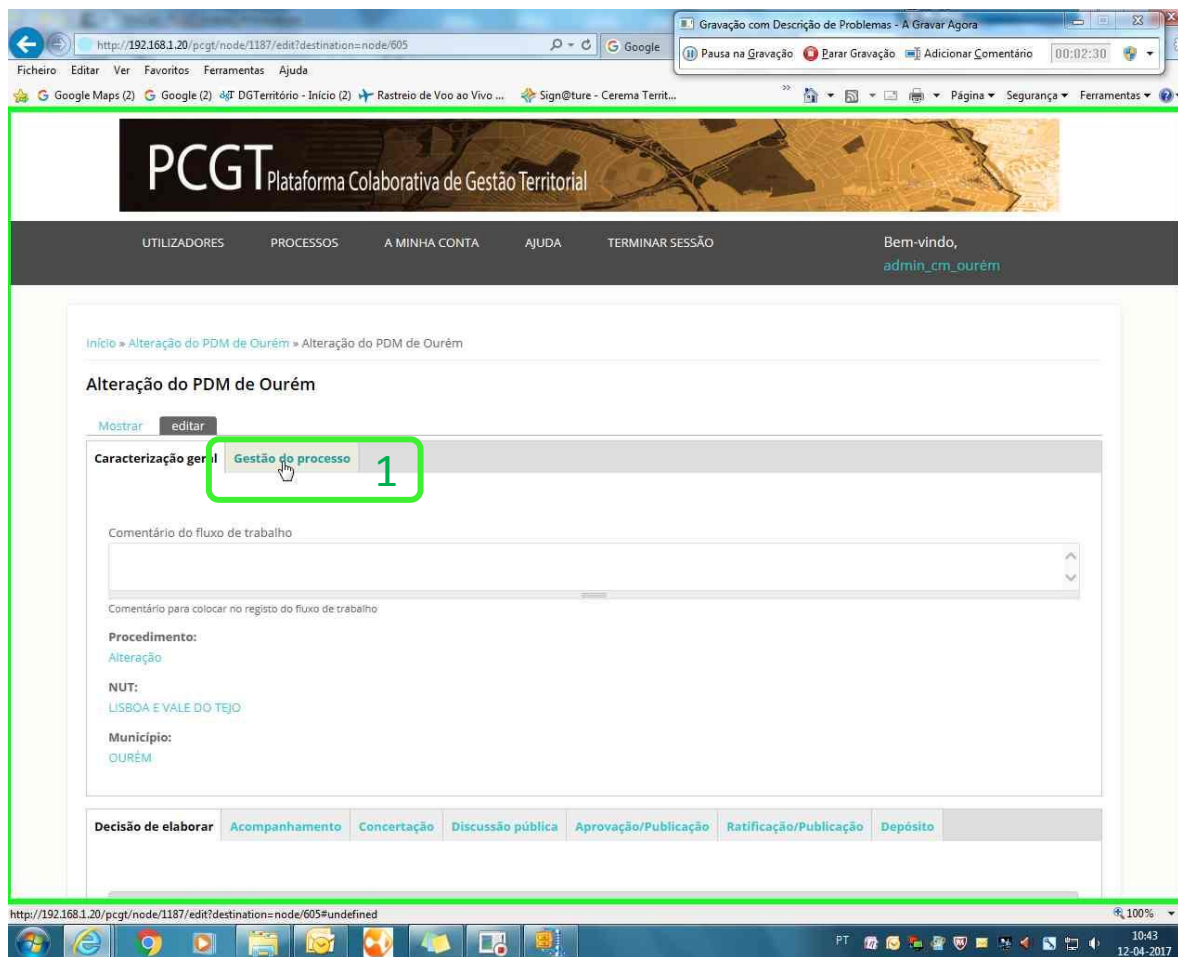 Gravação com Descrição de Problemas - A Gravar Agora
http://192.168.1.20/pcgt/node/1187/edit?destination=node/605
Google
Pausa na Gravação Parar Gravação Adicionar Comentário 00:02:30
Ficheiro Editar Ver Favoritos Ferramentas Ajuda
Google Maps (2) Google (2) DGTerritório - Início (2) Rastreio de Voo ao Vivo ... Sign@ture - Cerema Territ... » Página Segurança Ferramentas
PCGT Plataforma Colaborativa de Gestão Territorial
UTILIZADORES PROCESSOS A MINHA CONTA AJUDA TERMINAR SESSÃO Bem-vindo,
admin_cm_ourém
Início » Alteração do PDM de Ourém » Alteração do PDM de Ourém
Alteração do PDM de Ourém
Mostrar editar
Caracterização geral Gestão do processo 1
Comentário do fluxo de trabalho
Comentário para colocar no registo do fluxo de trabalho
Procedimento:
Alteração
NUT:
LISBOA E VALE DO TEJO
Município:
OURÉM
Decisão de elaborar Acompanhamento Concertação Discussão pública Aprovação/Publicação Ratificação/Publicação Depósito
http://192.168.1.20/pcgt/node/1187/edit?destination=node/605#undefined 100%
PT 10:43
12-04-2017